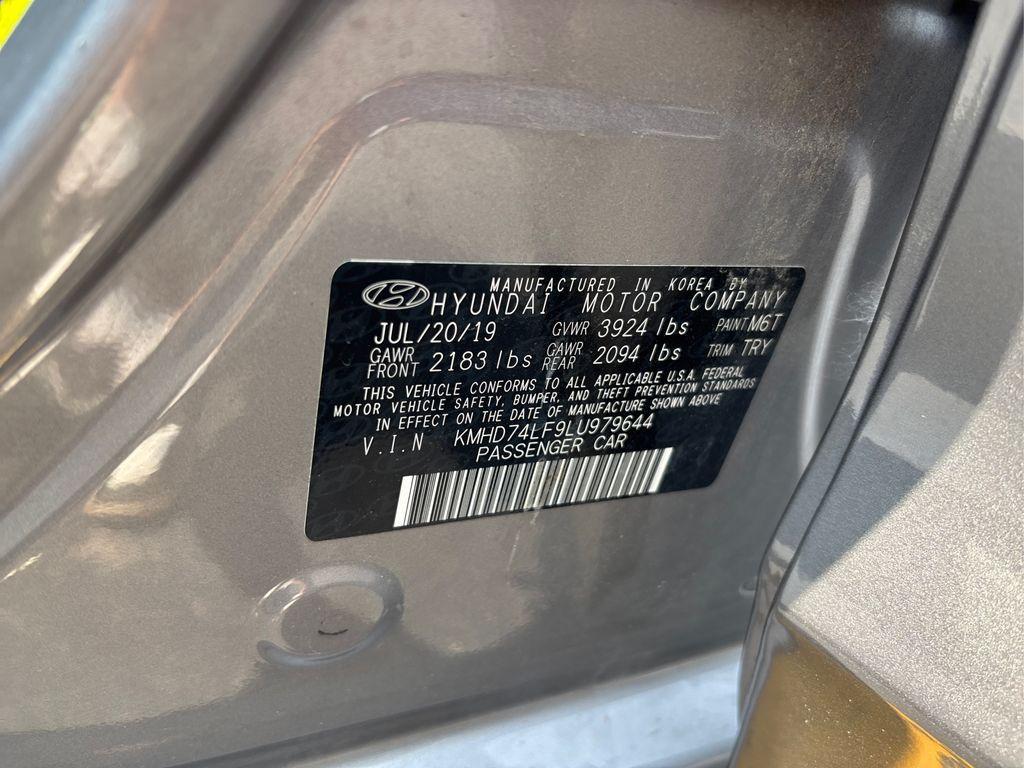 MANUFACTURED IN KOREA BY
HYUNDAI MOTOR COMPANY
JUL/20/19 GVWR 3924 lbs PAINT M6T
GAWR FRONT 2183 lbs GAWR REAR 2094 lbs TRIM TRY
THIS VEHICLE CONFORMS TO ALL APPLICABLE U.S.A. FEDERAL
MOTOR VEHICLE SAFETY, BUMPER, AND THEFT PREVENTION STANDARDS
IN EFFECT ON THE DATE OF MANUFACTURE SHOWN ABOVE
V.I.N KMHD74LF9LU979644
PASSENGER CAR